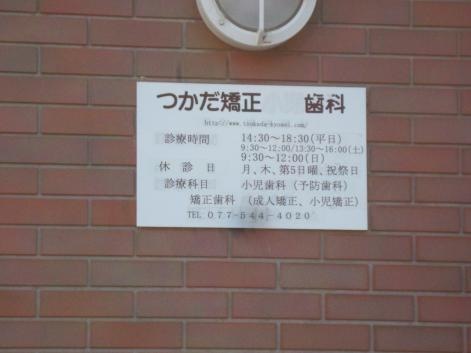 つかだ矯正 歯科
http://www.tsukada-kyousei.com/
診療時間 14:30～18:30(平日)
9:30～12:00/13:30～16:00(土)
9:30～12:00(日)
休診日 月、木、第5日曜、祝祭日
診療科目 小児歯科（予防歯科）
矯正歯科（成人矯正、小児矯正）
TEL 077-544-4020